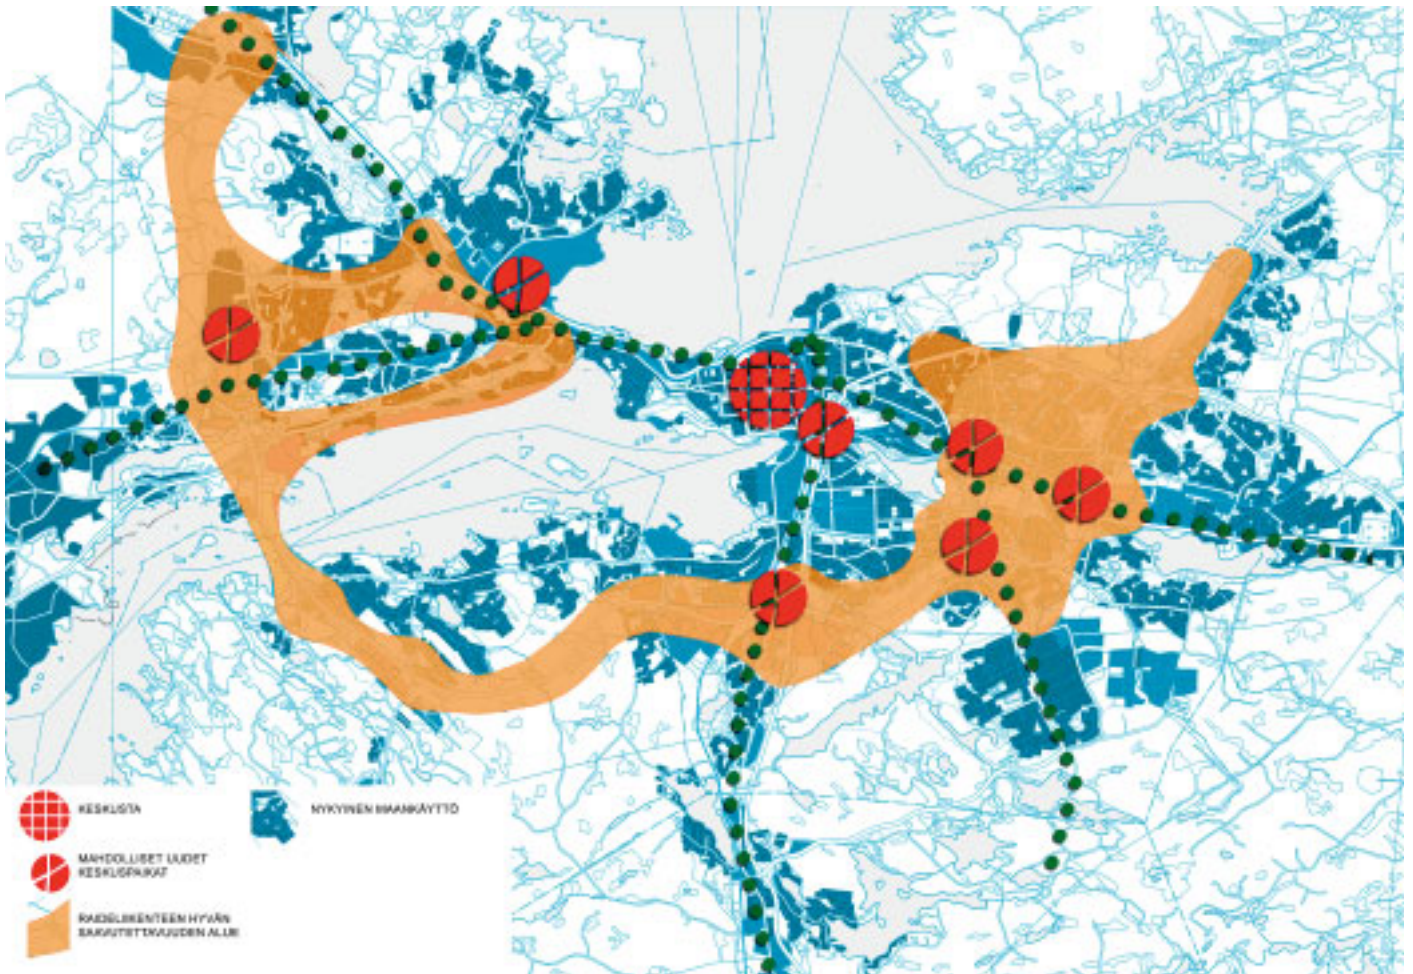 KESKUSTA
MAHDOLLISET UUDET
KESKUSPAIKAT
RAIDELIIKENTEEN HYVÄN
SAAVUTETTAVUUDEN ALUE
NYKYINEN MAANKÄYTTÖ